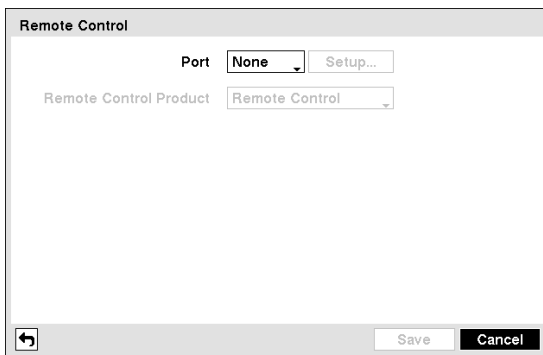 Remote Control
Port None Setup...
Remote Control Product Remote Control
Save Cancel